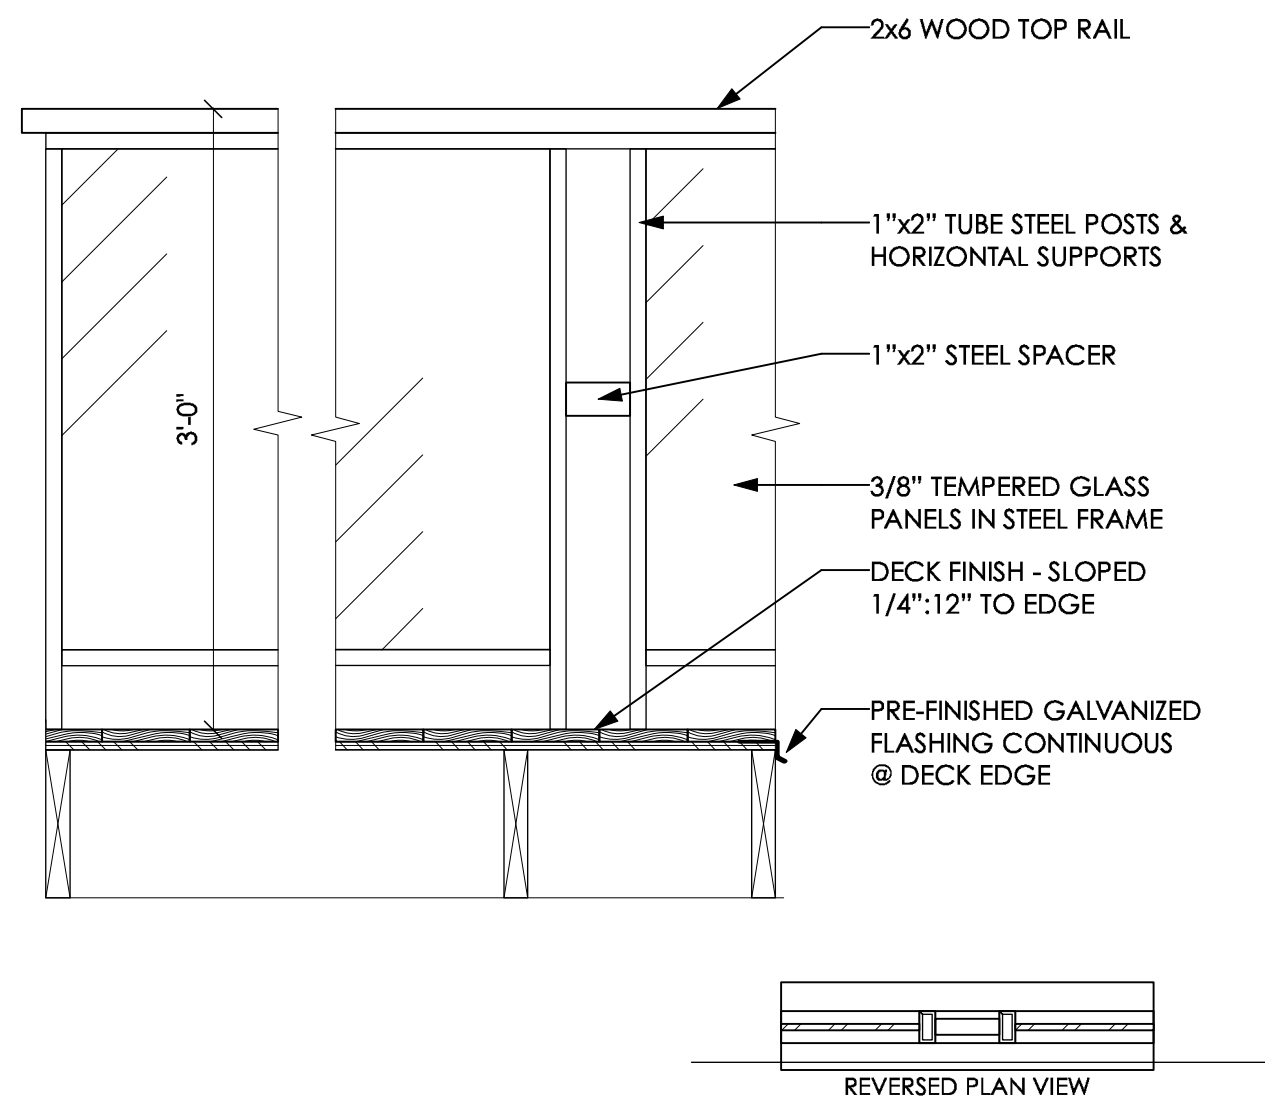 2x6 WOOD TOP RAIL
1”x2” TUBE STEEL POSTS &
HORIZONTAL SUPPORTS
1”x2” STEEL SPACER
3'-0"
3/8” TEMPERED GLASS
PANELS IN STEEL FRAME
DECK FINISH - SLOPED
1/4”:12” TO EDGE
PRE-FINISHED GALVANIZED
FLASHING CONTINUOUS
@ DECK EDGE
REVERSED PLAN VIEW